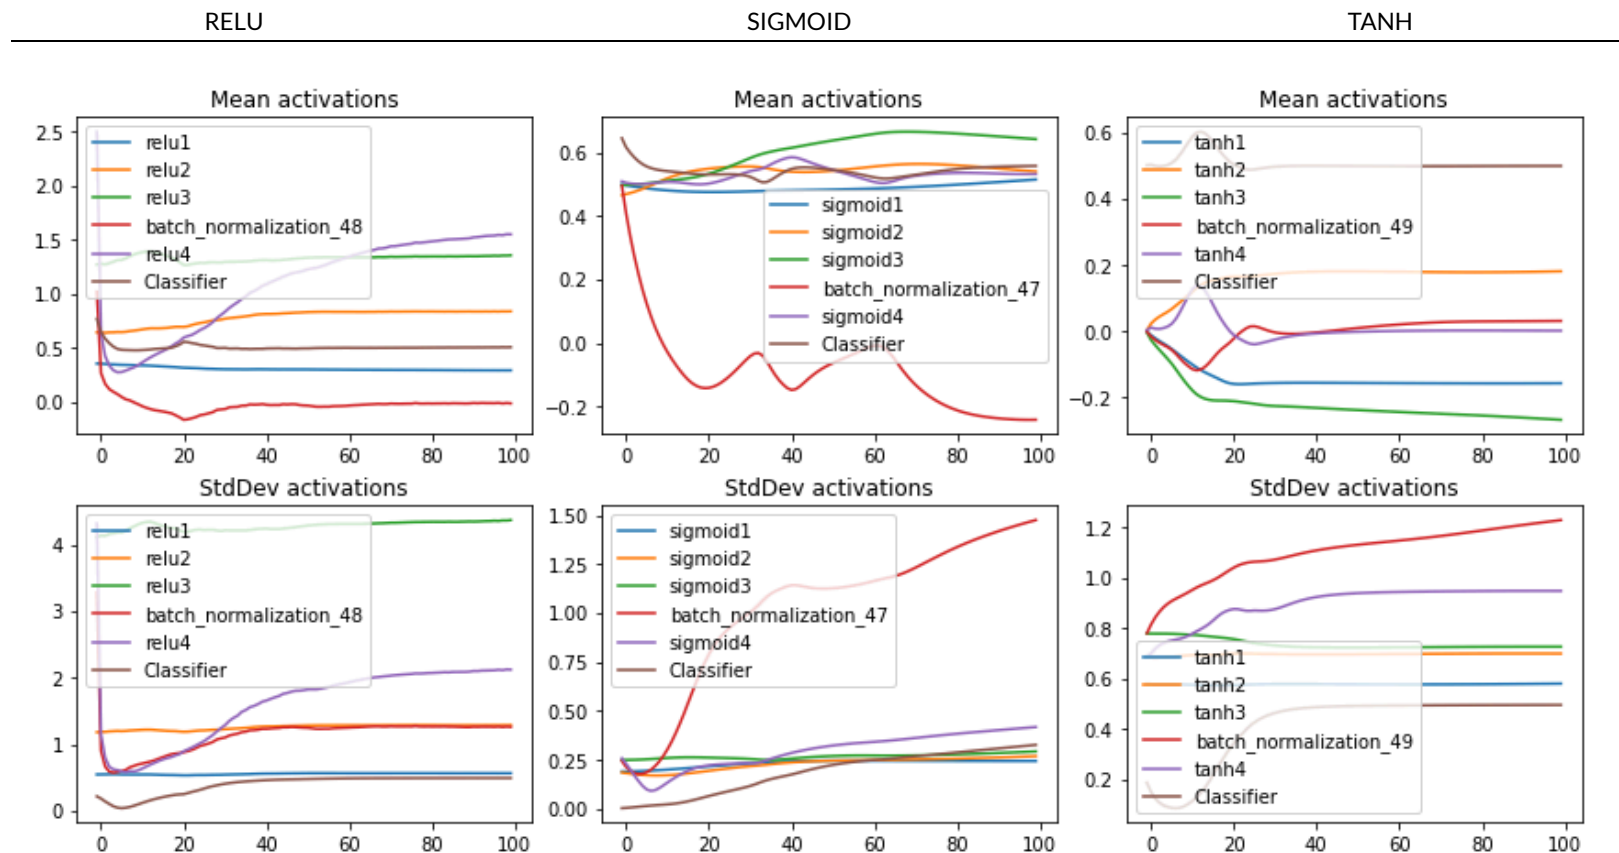 RELU SIGMOID TANH
Mean activations Mean activations Mean activations
2.5
2.0
1.5
1.0
0.5
0.0
relu1
relu2
relu3
batch_normalization_48
relu4
Classifier
0 20 40 60 80 100
0.6
0.4
0.2
0.0
−0.2
sigmoid1
sigmoid2
sigmoid3
batch_normalization_47
sigmoid4
Classifier
0 20 40 60 80 100
0.6
0.4
0.2
0.0
−0.2
tanh1
tanh2
tanh3
batch_normalization_49
tanh4
Classifier
0 20 40 60 80 100
StdDev activations StdDev activations StdDev activations
4
3
2
1
0
relu1
relu2
relu3
batch_normalization_48
relu4
Classifier
0 20 40 60 80 100
1.50
1.25
1.00
0.75
0.50
0.25
0.00
sigmoid1
sigmoid2
sigmoid3
batch_normalization_47
sigmoid4
Classifier
0 20 40 60 80 100
1.2
1.0
0.8
0.6
0.4
0.2
tanh1
tanh2
tanh3
batch_normalization_49
tanh4
Classifier
0 20 40 60 80 100